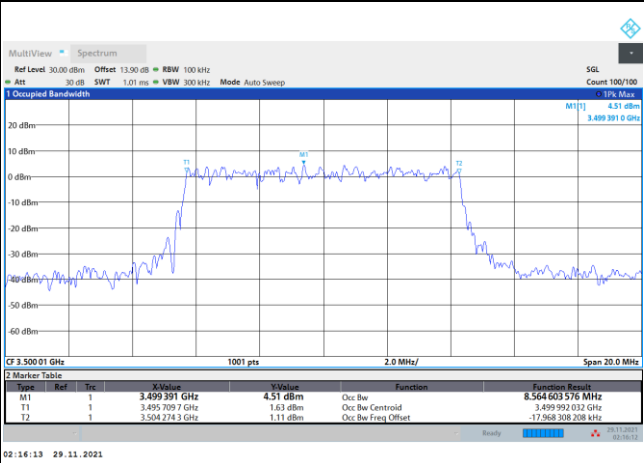 MultiView Spectrum
Ref Level 30.00 dBm Offset 13.90 dB RBW 100 kHz SGL
Att 30 dB SWT 1.01 ms VBW 300 kHz Mode Auto Sweep Count 100/100
1 Occupied Bandwidth 1Pk Max
M1[1] 4.51 dBm
3.499 391 0 GHz
20 dBm
10 dBm
M1
T1 T2
0 dBm
-10 dBm
-20 dBm
-30 dBm
-40 dBm
-50 dBm
-60 dBm
CF 3.500 01 GHz 1001 pts 2.0 MHz/ Span 20.0 MHz
2 Marker Table
Type Ref Trc X-Value Y-Value Function Function Result
M1 1 3.499 391 GHz 4.51 dBm Occ Bw 8.564 603 576 MHz
T1 1 3.495 709 7 GHz 1.63 dBm Occ Bw Centroid 3.499 992 032 GHz
T2 1 3.504 274 3 GHz 1.11 dBm Occ Bw Freq Offset -17.968 308 208 kHz
Ready 29.11.2021
02:16:12
02:16:13 29.11.2021